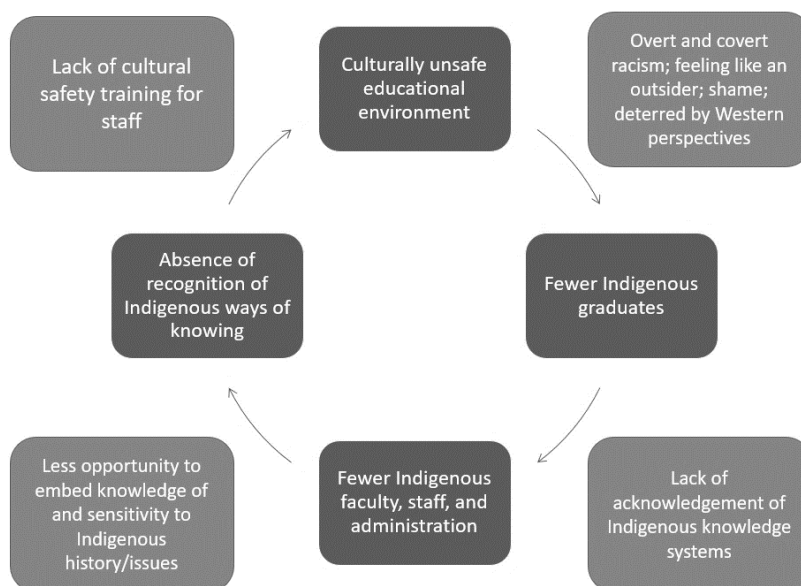 Lack of cultural
safety training for
staff
Culturally unsafe
educational
environment
Overt and covert
racism; feeling like an
outsider; shame;
deterred by Western
perspectives
Absence of
recognition of
Indigenous ways of
knowing
Fewer Indigenous
graduates
Less opportunity to
embed knowledge of
and sensitivity to
Indigenous
history/issues
Fewer Indigenous
faculty, staff, and
administration
Lack of
acknowledgement of
Indigenous knowledge
systems